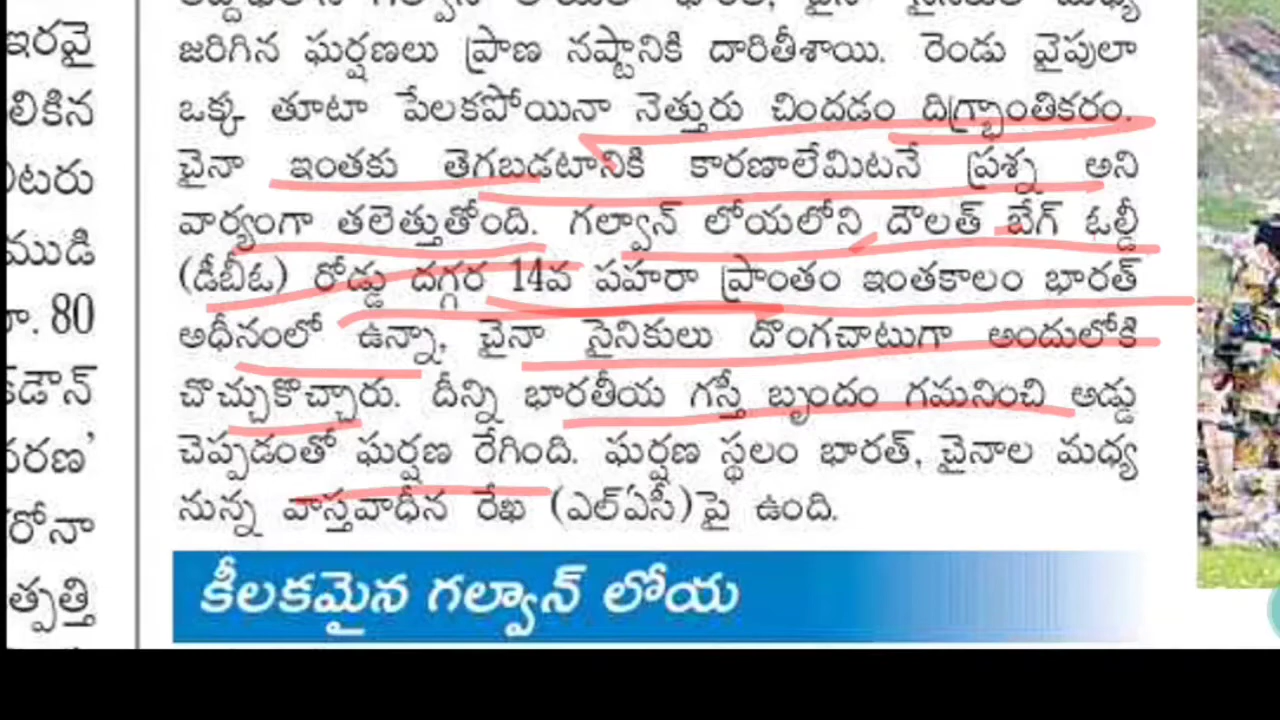 జరిగిన ఘర్షణలు ప్రాణ నష్టానికి దారితీశాయి. రెండు వైపులా
ఒక్క తూటా పేలకపోయినా నెత్తురు చిందడం దిగ్భ్రాంతికరం.
చైనా ఇంతకు తెగబడటానికి కారణాలేమిటనే ప్రశ్న అని
వార్యంగా తలెత్తుతోంది. గల్వాన్ లోయలోని దౌలత్ బేగ్ ఓల్డీ
(డీబీఓ) రోడ్డు దగ్గర 14వ పహరా ప్రాంతం ఇంతకాలం భారత్
అధీనంలో ఉన్నా, చైనా సైనికులు దొంగచాటుగా అందులోకి
చొచ్చుకొచ్చారు. దీన్ని భారతీయ గస్తీ బృందం గమనించి అడ్డు
చెప్పడంతో ఘర్షణ రేగింది. ఘర్షణ స్థలం భారత్, చైనాల మధ్య
నున్న వాస్తవాధీన రేఖ (ఎల్ఏసీ)పై ఉంది.
కీలకమైన గల్వాన్ లోయ
ఇరవై
లికిన
ముడి
80